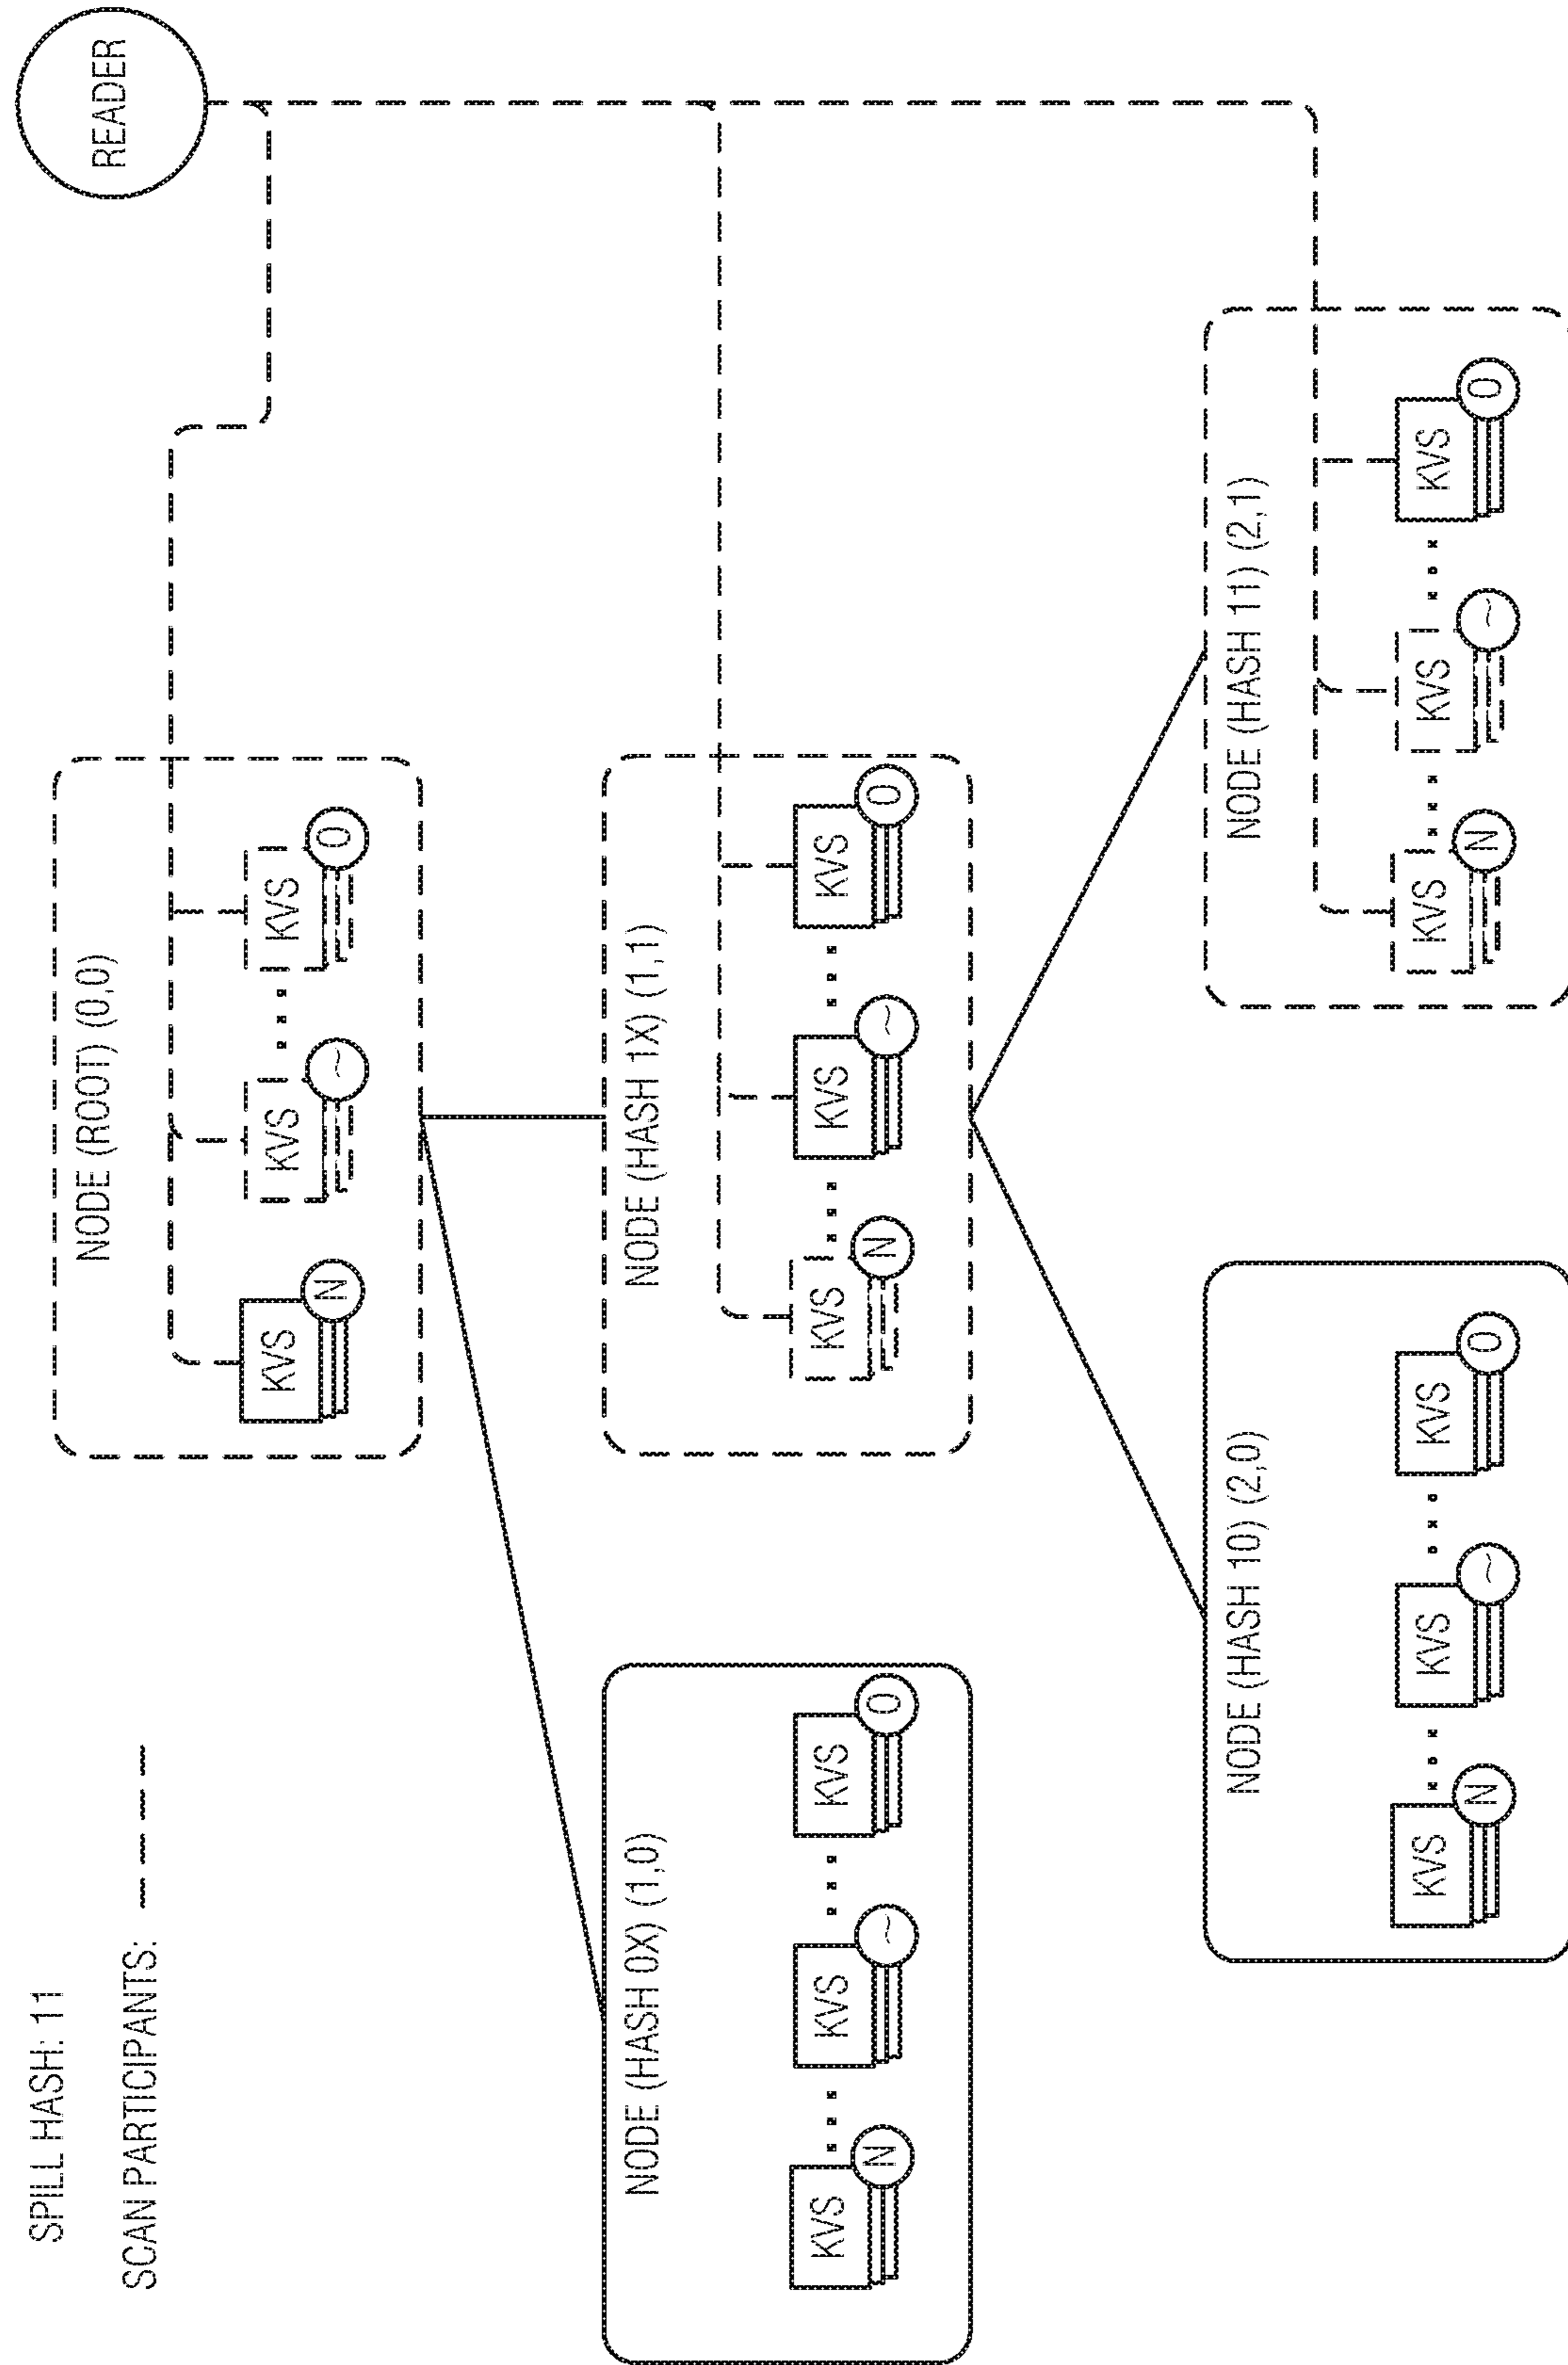 SPILL HASH: 11
SCAN PARTICIPANTS:
READER
NODE (ROOT) (0,0)
KVS ... KVS ... KVS
N ~ 0
NODE (HASH 0X) (1,0)
KVS ... KVS ... KVS
N ~ 0
NODE (HASH 1X) (1,1)
KVS ... KVS ... KVS
N ~ 0
NODE (HASH 10) (2,0)
KVS ... KVS ... KVS
N ~ 0
NODE (HASH 11) (2,1)
KVS ... KVS ... KVS
N ~ 0